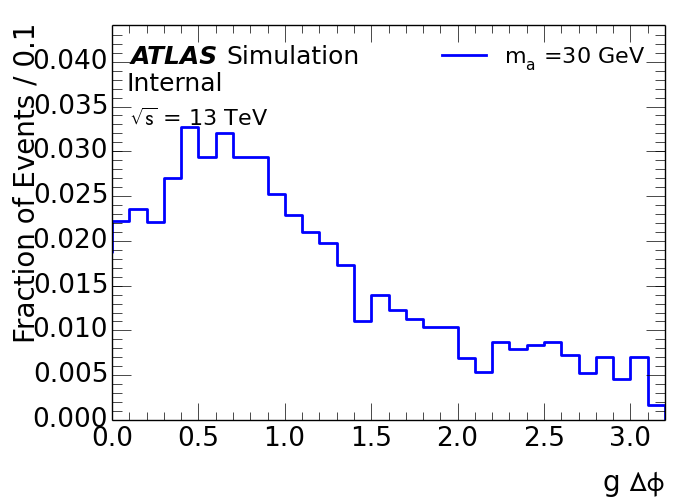 ATLAS Simulation
Internal
√s = 13 TeV
mₐ =30 GeV
Fraction of Events / 0.1
0.040
0.035
0.030
0.025
0.020
0.015
0.010
0.005
0.000
0.0 0.5 1.0 1.5 2.0 2.5 3.0
g Δϕ